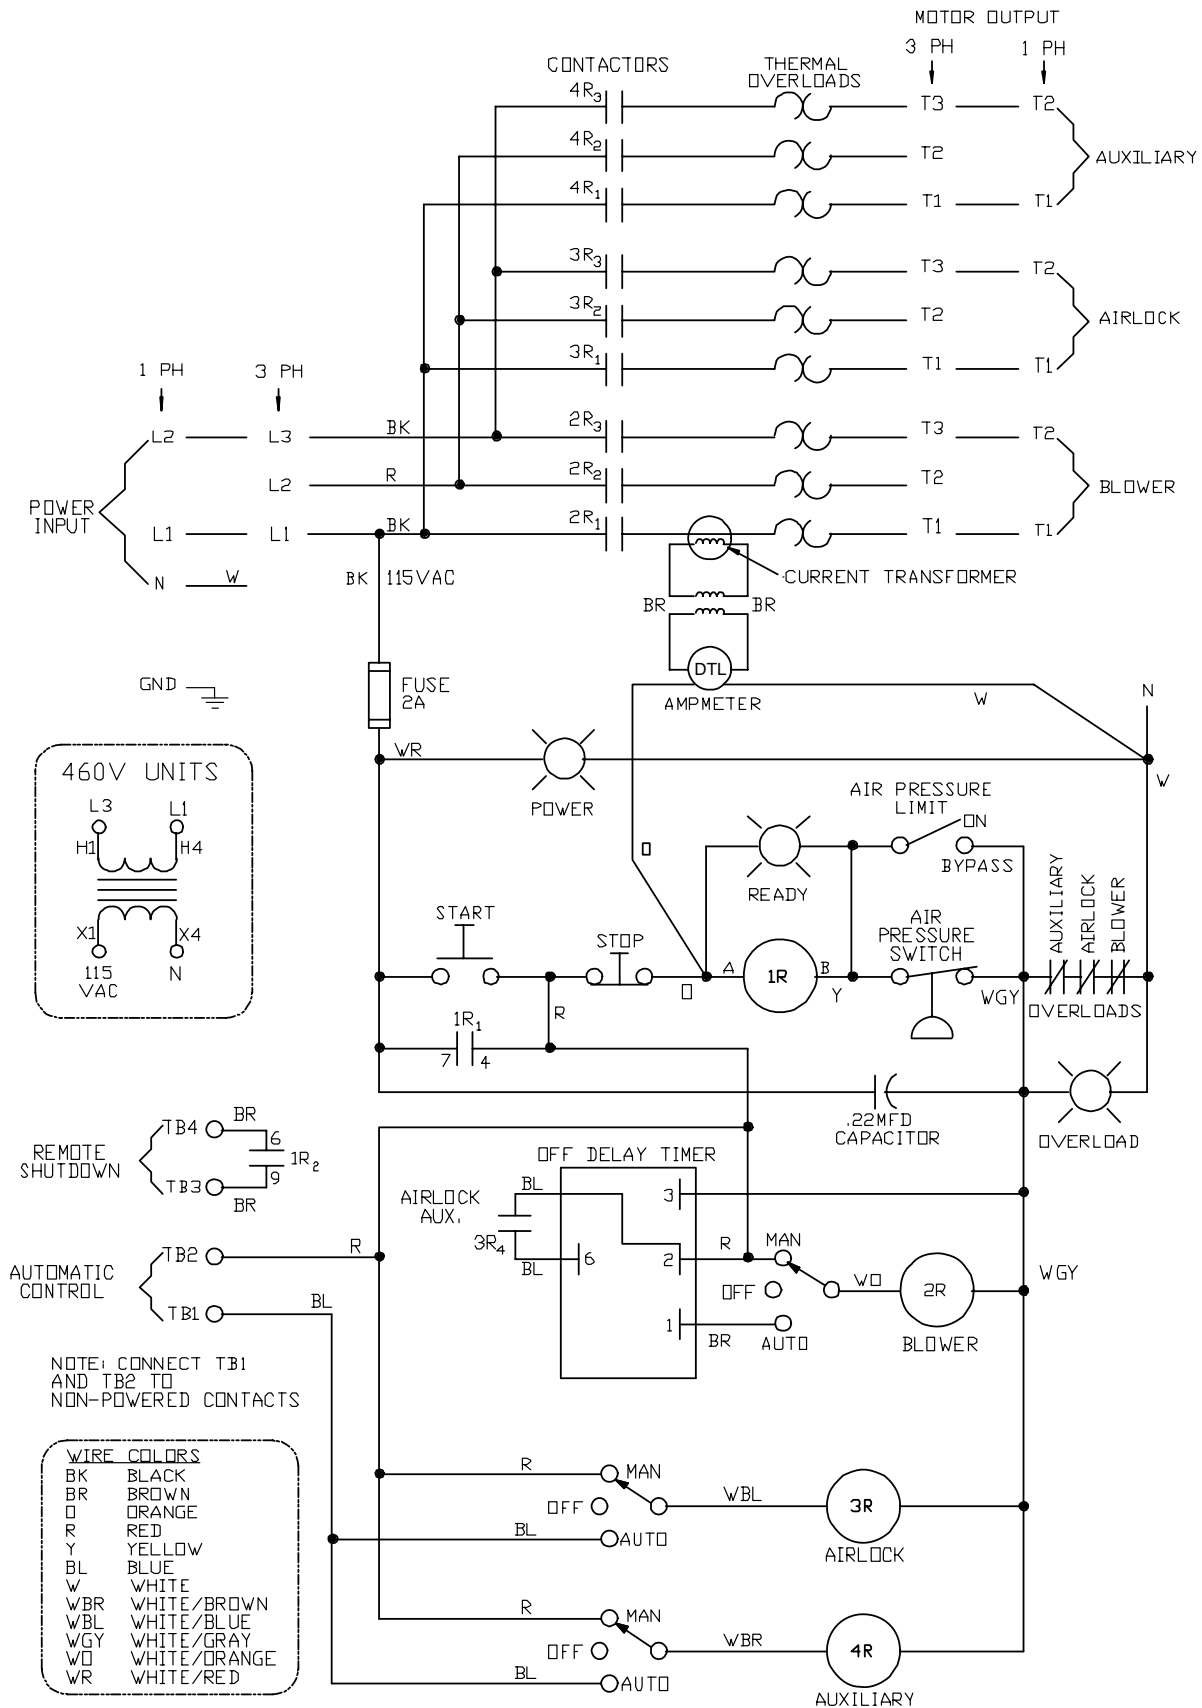 MOTOR OUTPUT
3 PH
1 PH
CONTACTORS
THERMAL
OVERLOADS
4R3
T3
T2
4R2
T2
AUXILIARY
4R1
T1
T1
3R3
T3
T2
3R2
T2
AIRLOCK
3R1
T1
T1
1 PH
3 PH
L2
L3
BK
2R3
T3
T2
L2
R
2R2
T2
BLOWER
POWER
INPUT
L1
L1
BK
2R1
T1
T1
N
W
BK
115VAC
CURRENT TRANSFORMER
BR
BR
GND
FUSE
2A
DTL
AMPMETER
W
N
460V UNITS
L3
L1
H1
H4
X1
X4
115
VAC
N
WR
POWER
W
AIR PRESSURE
LIMIT
ON
BYPASS
O
READY
START
STOP
AIR
PRESSURE
SWITCH
AUXILIARY
AIRLOCK
BLOWER
A
1R
B
Y
O
WGY
OVERLOADS
R
1R1
7
4
.22MFD
CAPACITOR
OVERLOAD
REMOTE
SHUTDOWN
TB4
BR
6
1R2
9
TB3
BR
OFF DELAY TIMER
AIRLOCK
AUX.
BL
3R4
BL
3
6
2
1
R
MAN
OFF
AUTO
BR
WO
2R
BLOWER
WGY
AUTOMATIC
CONTROL
TB2
R
TB1
BL
NOTE: CONNECT TB1
AND TB2 TO
NON-POWERED CONTACTS
WIRE COLORS
BK BLACK
BR BROWN
O ORANGE
R RED
Y YELLOW
BL BLUE
W WHITE
WBR WHITE/BROWN
WBL WHITE/BLUE
WGY WHITE/GRAY
WO WHITE/ORANGE
WR WHITE/RED
R
MAN
OFF
WBL
3R
BL
AUTO
AIRLOCK
R
MAN
OFF
WBR
4R
BL
AUTO
AUXILIARY